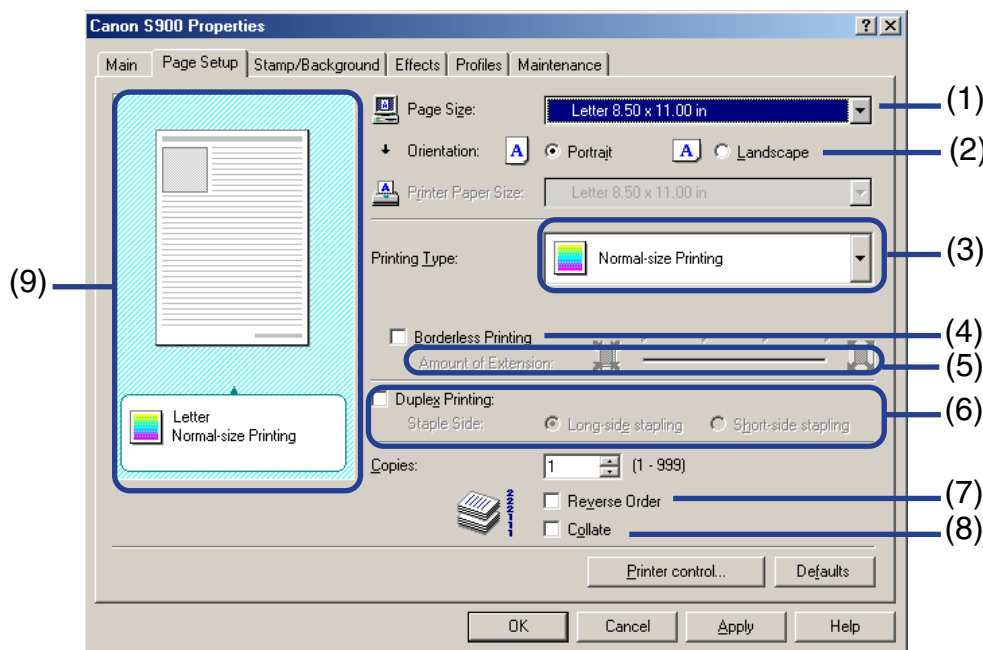 Canon S900 Properties
Main Page Setup Stamp/Background Effects Profiles Maintenance
Page Size: Letter 8.50 x 11.00 in (1)
Orientation: A Portrait A Landscape (2)
Printer Paper Size: Letter 8.50 x 11.00 in
Printing Type: Normal-size Printing (3)
(9)
Borderless Printing (4)
Amount of Extension: (5)
Duplex Printing: (6)
Staple Side: Long-side stapling Short-side stapling
Letter
Normal-size Printing
Copies: 1 (1 - 999)
222111
Reverse Order (7)
Collate (8)
Printer control... Defaults
OK Cancel Apply Help